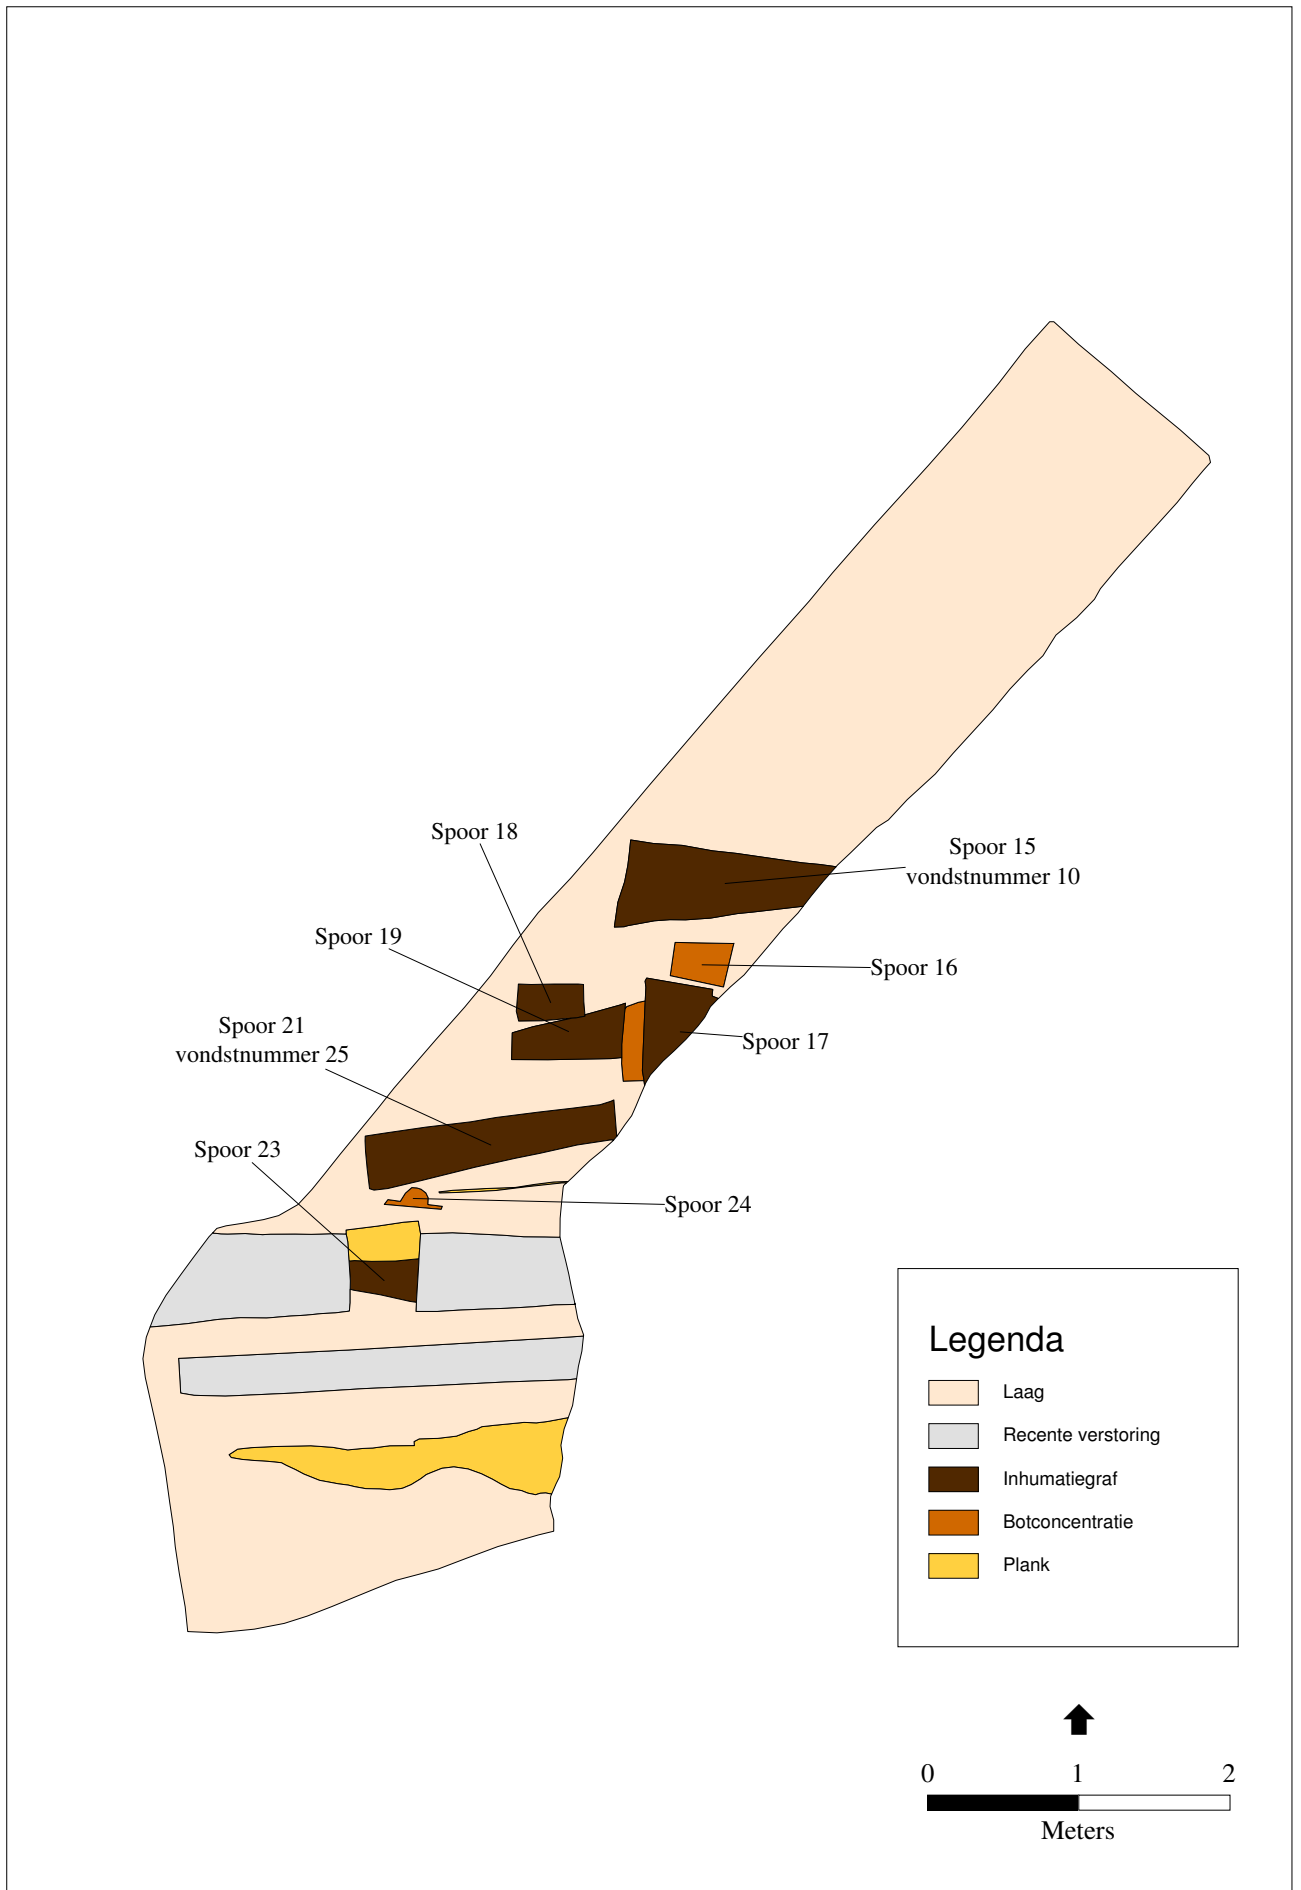 Spoor 18
Spoor 15
vondstnummer 10
Spoor 19
Spoor 16
Spoor 21
vondstnummer 25
Spoor 17
Spoor 23
Spoor 24
Legenda
Laag
Recente verstoring
Inhumatiegraf
Botconcentratie
Plank
0 1 2
Meters